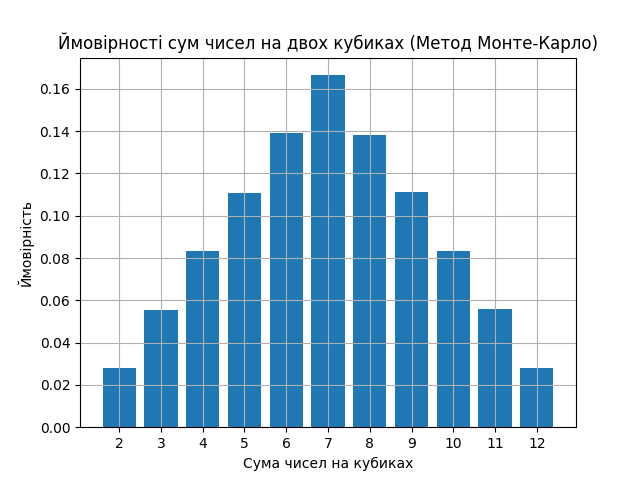 Ймовірності сум чисел на двох кубиках (Метод Монте-Карло)
Ймовірність
0.16
0.14
0.12
0.10
0.08
0.06
0.04
0.02
0.00
2 3 4 5 6 7 8 9 10 11 12
Сума чисел на кубиках